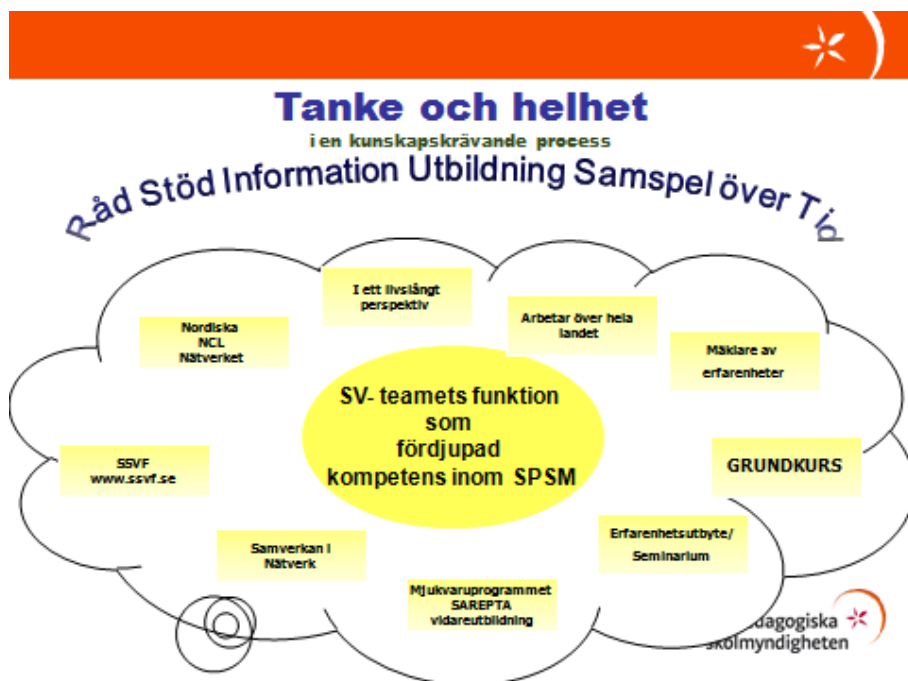 Tanke och helhet
i en kunskapskrävande process
Råd Stöd Information Utbildning Samspel över Tid
I ett livslångt
perspektiv
Arbetar över hela
landet
Nordiska
NCL
Nätverket
Mäklare av
erfarenheter
SV- teamets funktion
som
fördjupad
kompetens inom SPSM
SSVF
www.ssvf.se
GRUNDKURS
Samverkan i
Nätverk
Erfarenhetsutbyte/
Seminarium
Mjukvaruprogrammet
SAREPTA
vidareutbildning
dagogiska
skolmyndigheten